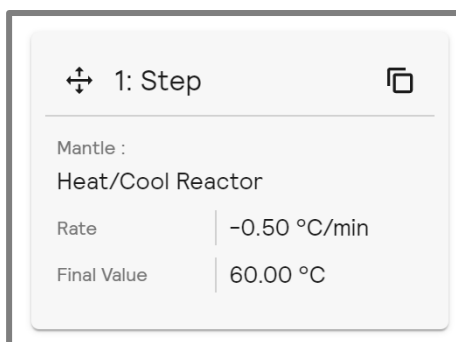 1: Step
Mantle :
Heat/Cool Reactor
Rate −0.50 °C/min
Final Value 60.00 °C